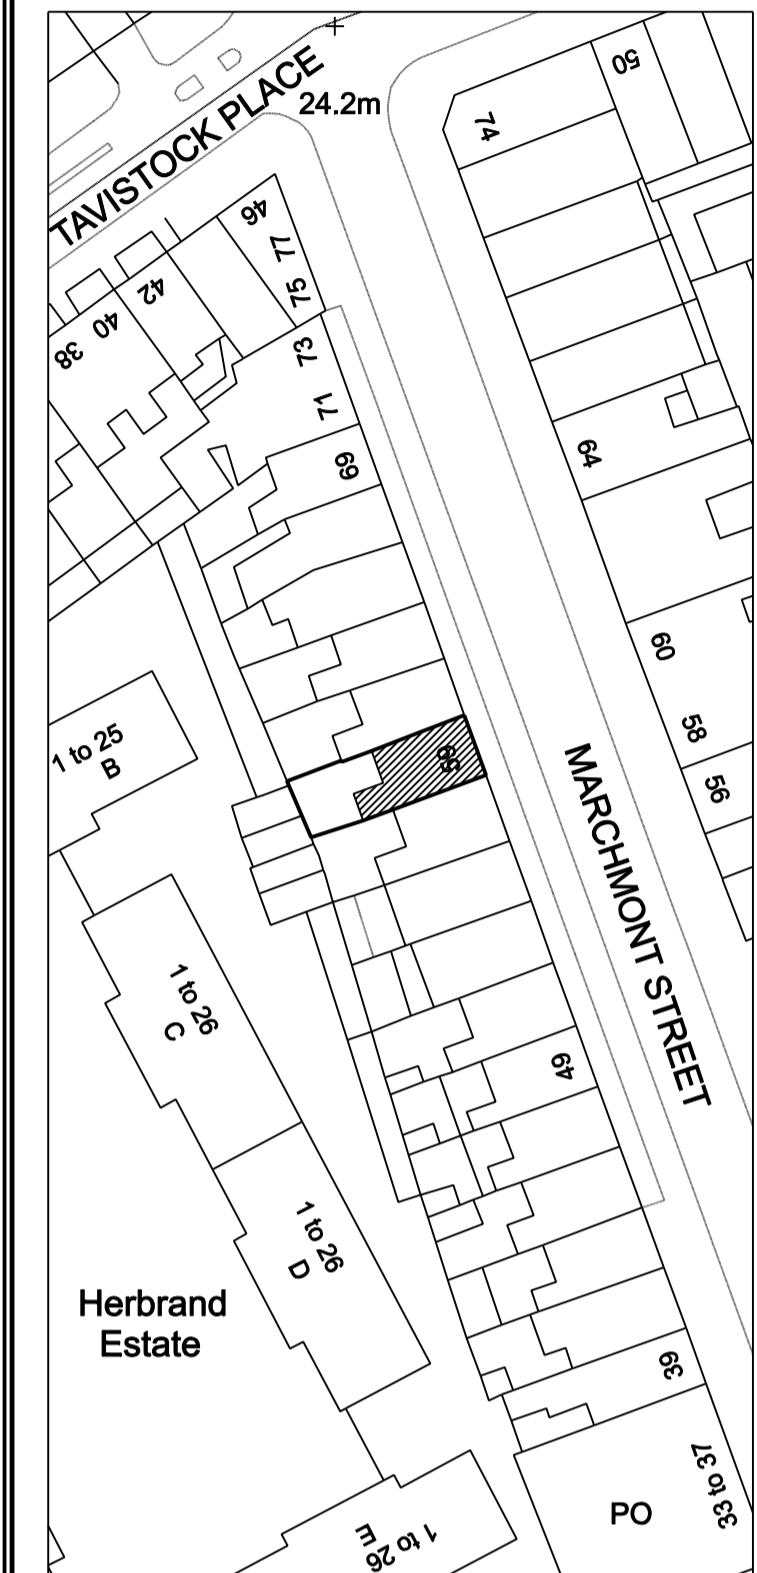 TAVISTOCK PLACE
24.2m
50
74
46
77
75
42
40
38
73
71
69
64
60
58
56
59
MARCHMONT STREET
1 to 25
B
1 to 26
C
49
1 to 26
D
Herbrand
Estate
39
33 to 37
PO
1 to 26
E